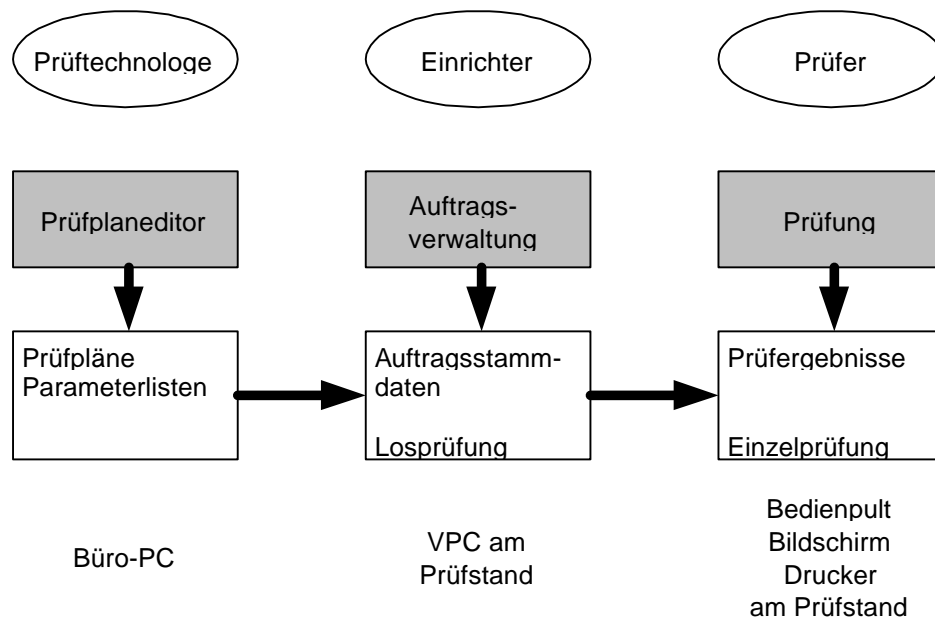 Prüftechnologe
Einrichter
Prüfer
Prüfplaneditor
Auftrags-
verwaltung
Prüfung
Prüfpläne
Parameterlisten
Auftragsstamm-
daten
Losprüfung
Prüfergebnisse
Einzelprüfung
Büro-PC
VPC am
Prüfstand
Bedienpult
Bildschirm
Drucker
am Prüfstand